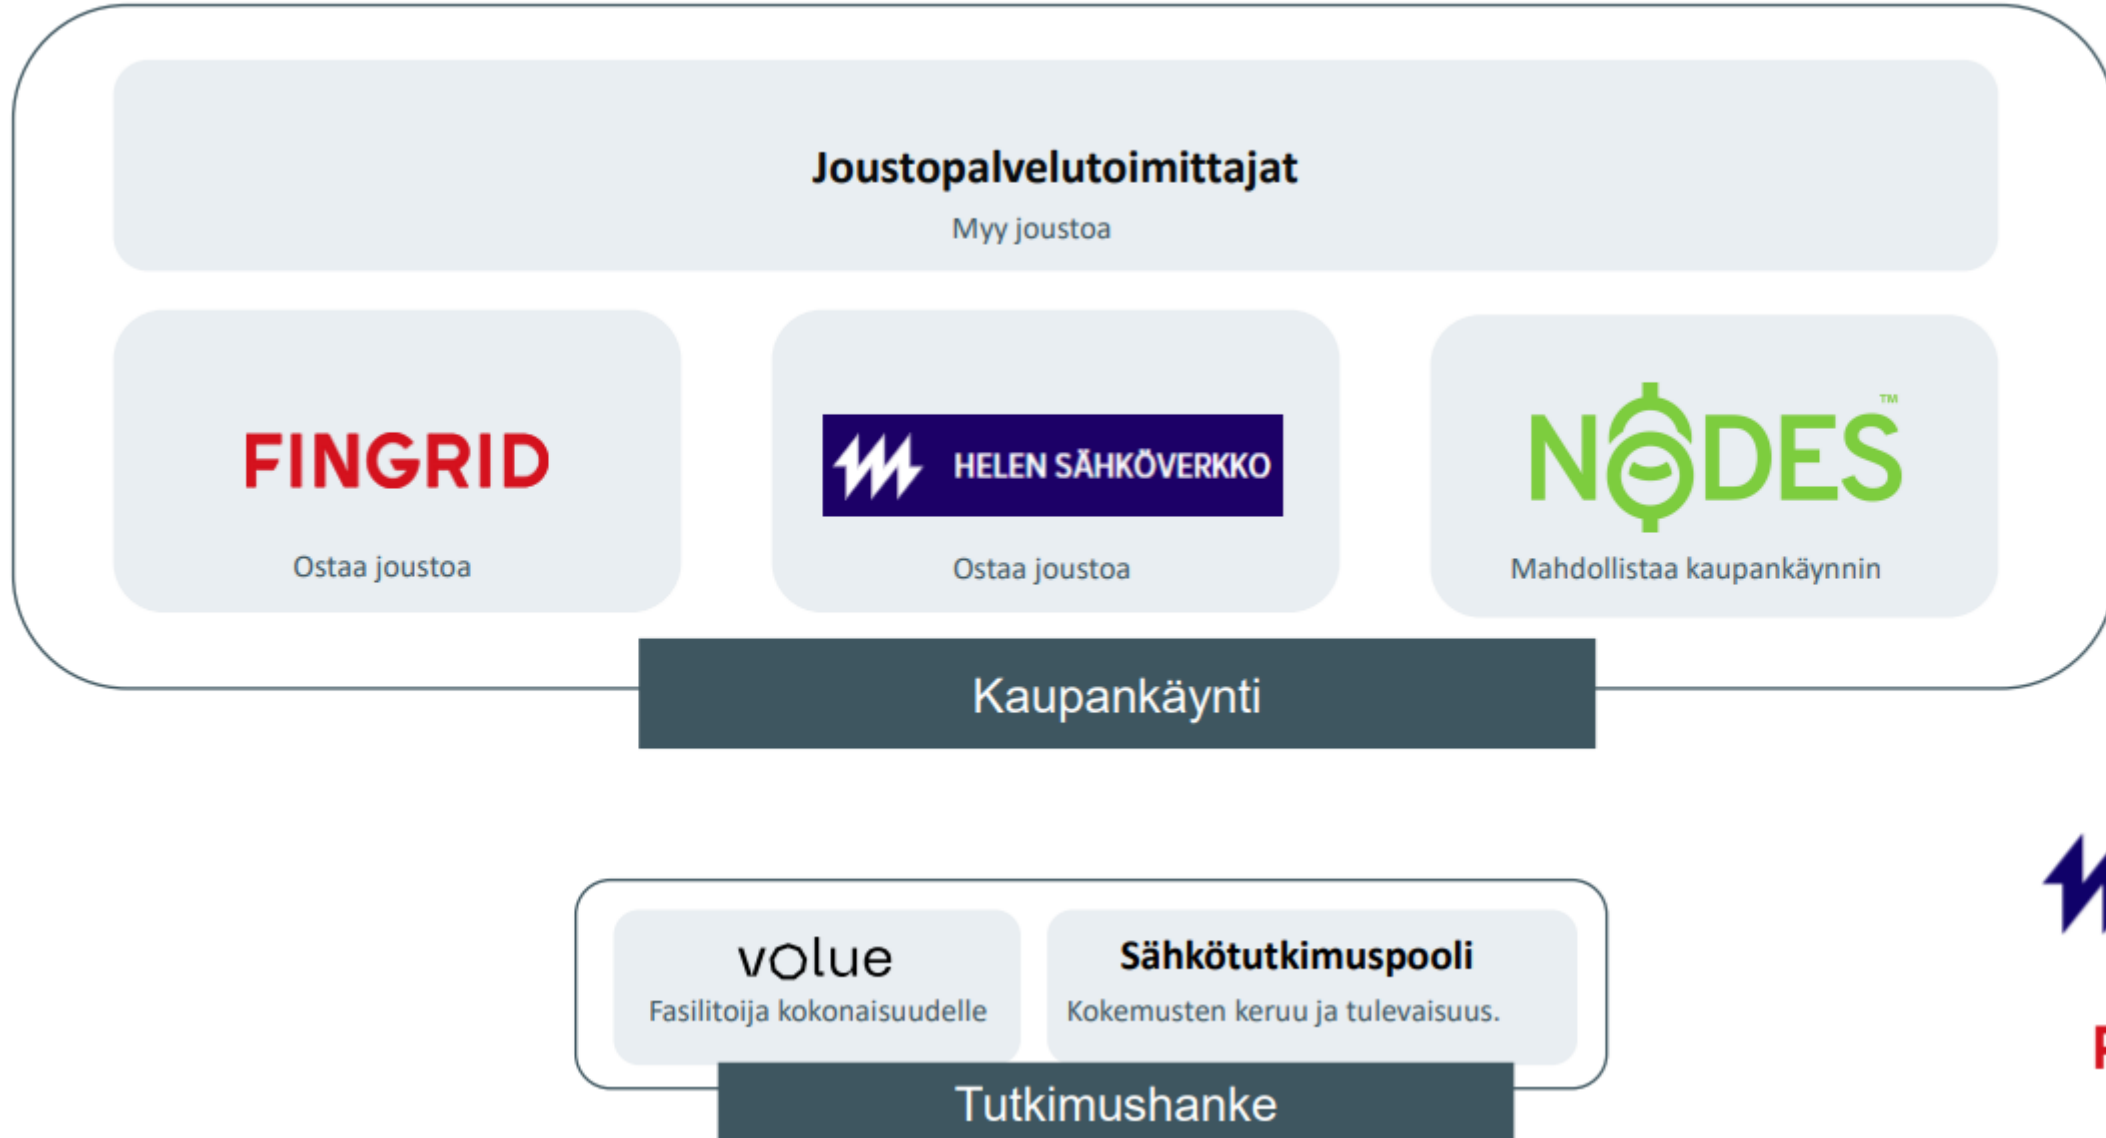 Joustopalvelutoimittajat
Myy joustoa
FINGRID
Ostaa joustoa
HELEN SÄHKÖVERKKO
Ostaa joustoa
NODES™
Mahdollistaa kaupankäynnin
Kaupankäynti
volue
Fasilitoija kokonaisuudelle
Sähkötutkimuspooli
Kokemusten keruu ja tulevaisuus.
Tutkimushanke